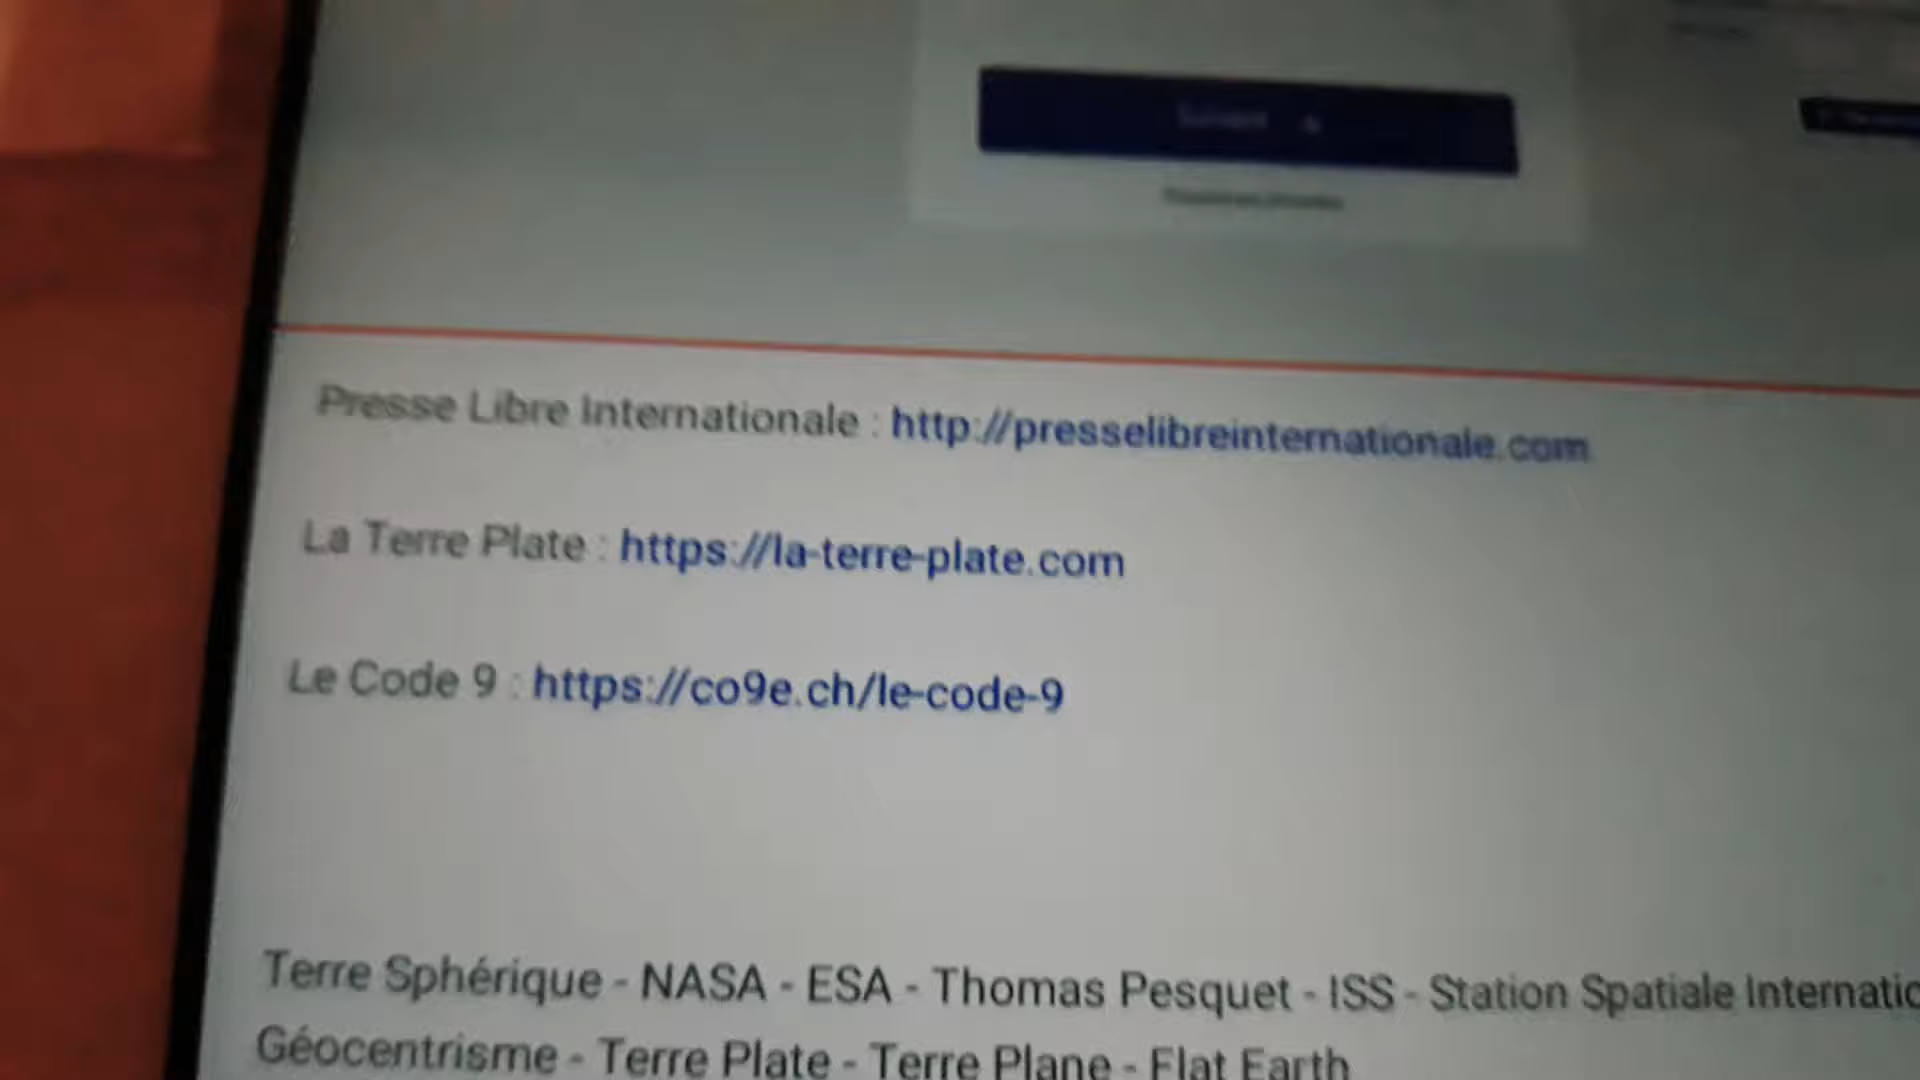 Suivant
Presse Libre Internationale : http://presselibreinternationale.com
La Terre Plate : https://la-terre-plate.com
Le Code 9 : https://co9e.ch/le-code-9
Terre Sphérique - NASA - ESA - Thomas Pesquet - ISS - Station Spatiale Internatio
Géocentrisme - Terre Plate - Terre Plane - Flat Earth